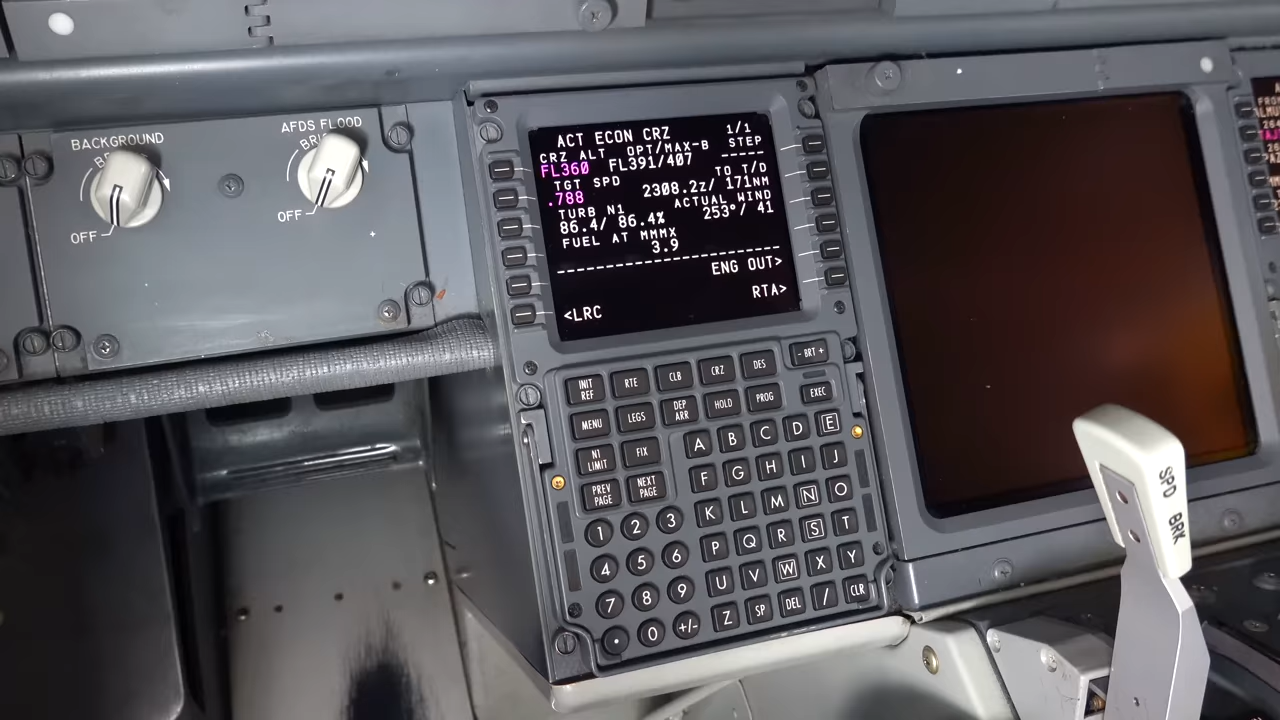 BACKGROUND
OFF
AFDS FLOOD
OFF
ACT ECON CRZ 1/1
CRZ ALT OPT/MAX-B STEP
FL360 FL391/407 -----
TGT SPD TO T/D
.788 2308.2z/ 171NM
TURB N1 ACTUAL WIND
86.4/ 86.4% 253°/ 41
FUEL AT MMMX
3.9
------------------------
ENG OUT>
RTA>
<LRC
INIT REF RTE CLB CRZ DES - BRT +
MENU LEGS DEP ARR HOLD PROG EXEC
N1 LIMIT FIX A B C D E
PREV PAGE NEXT PAGE F G H I J
1 2 3 K L M N O
4 5 6 P Q R S T
7 8 9 U V W X Y
. 0 +/- Z SP DEL / CLR
SPD BRK